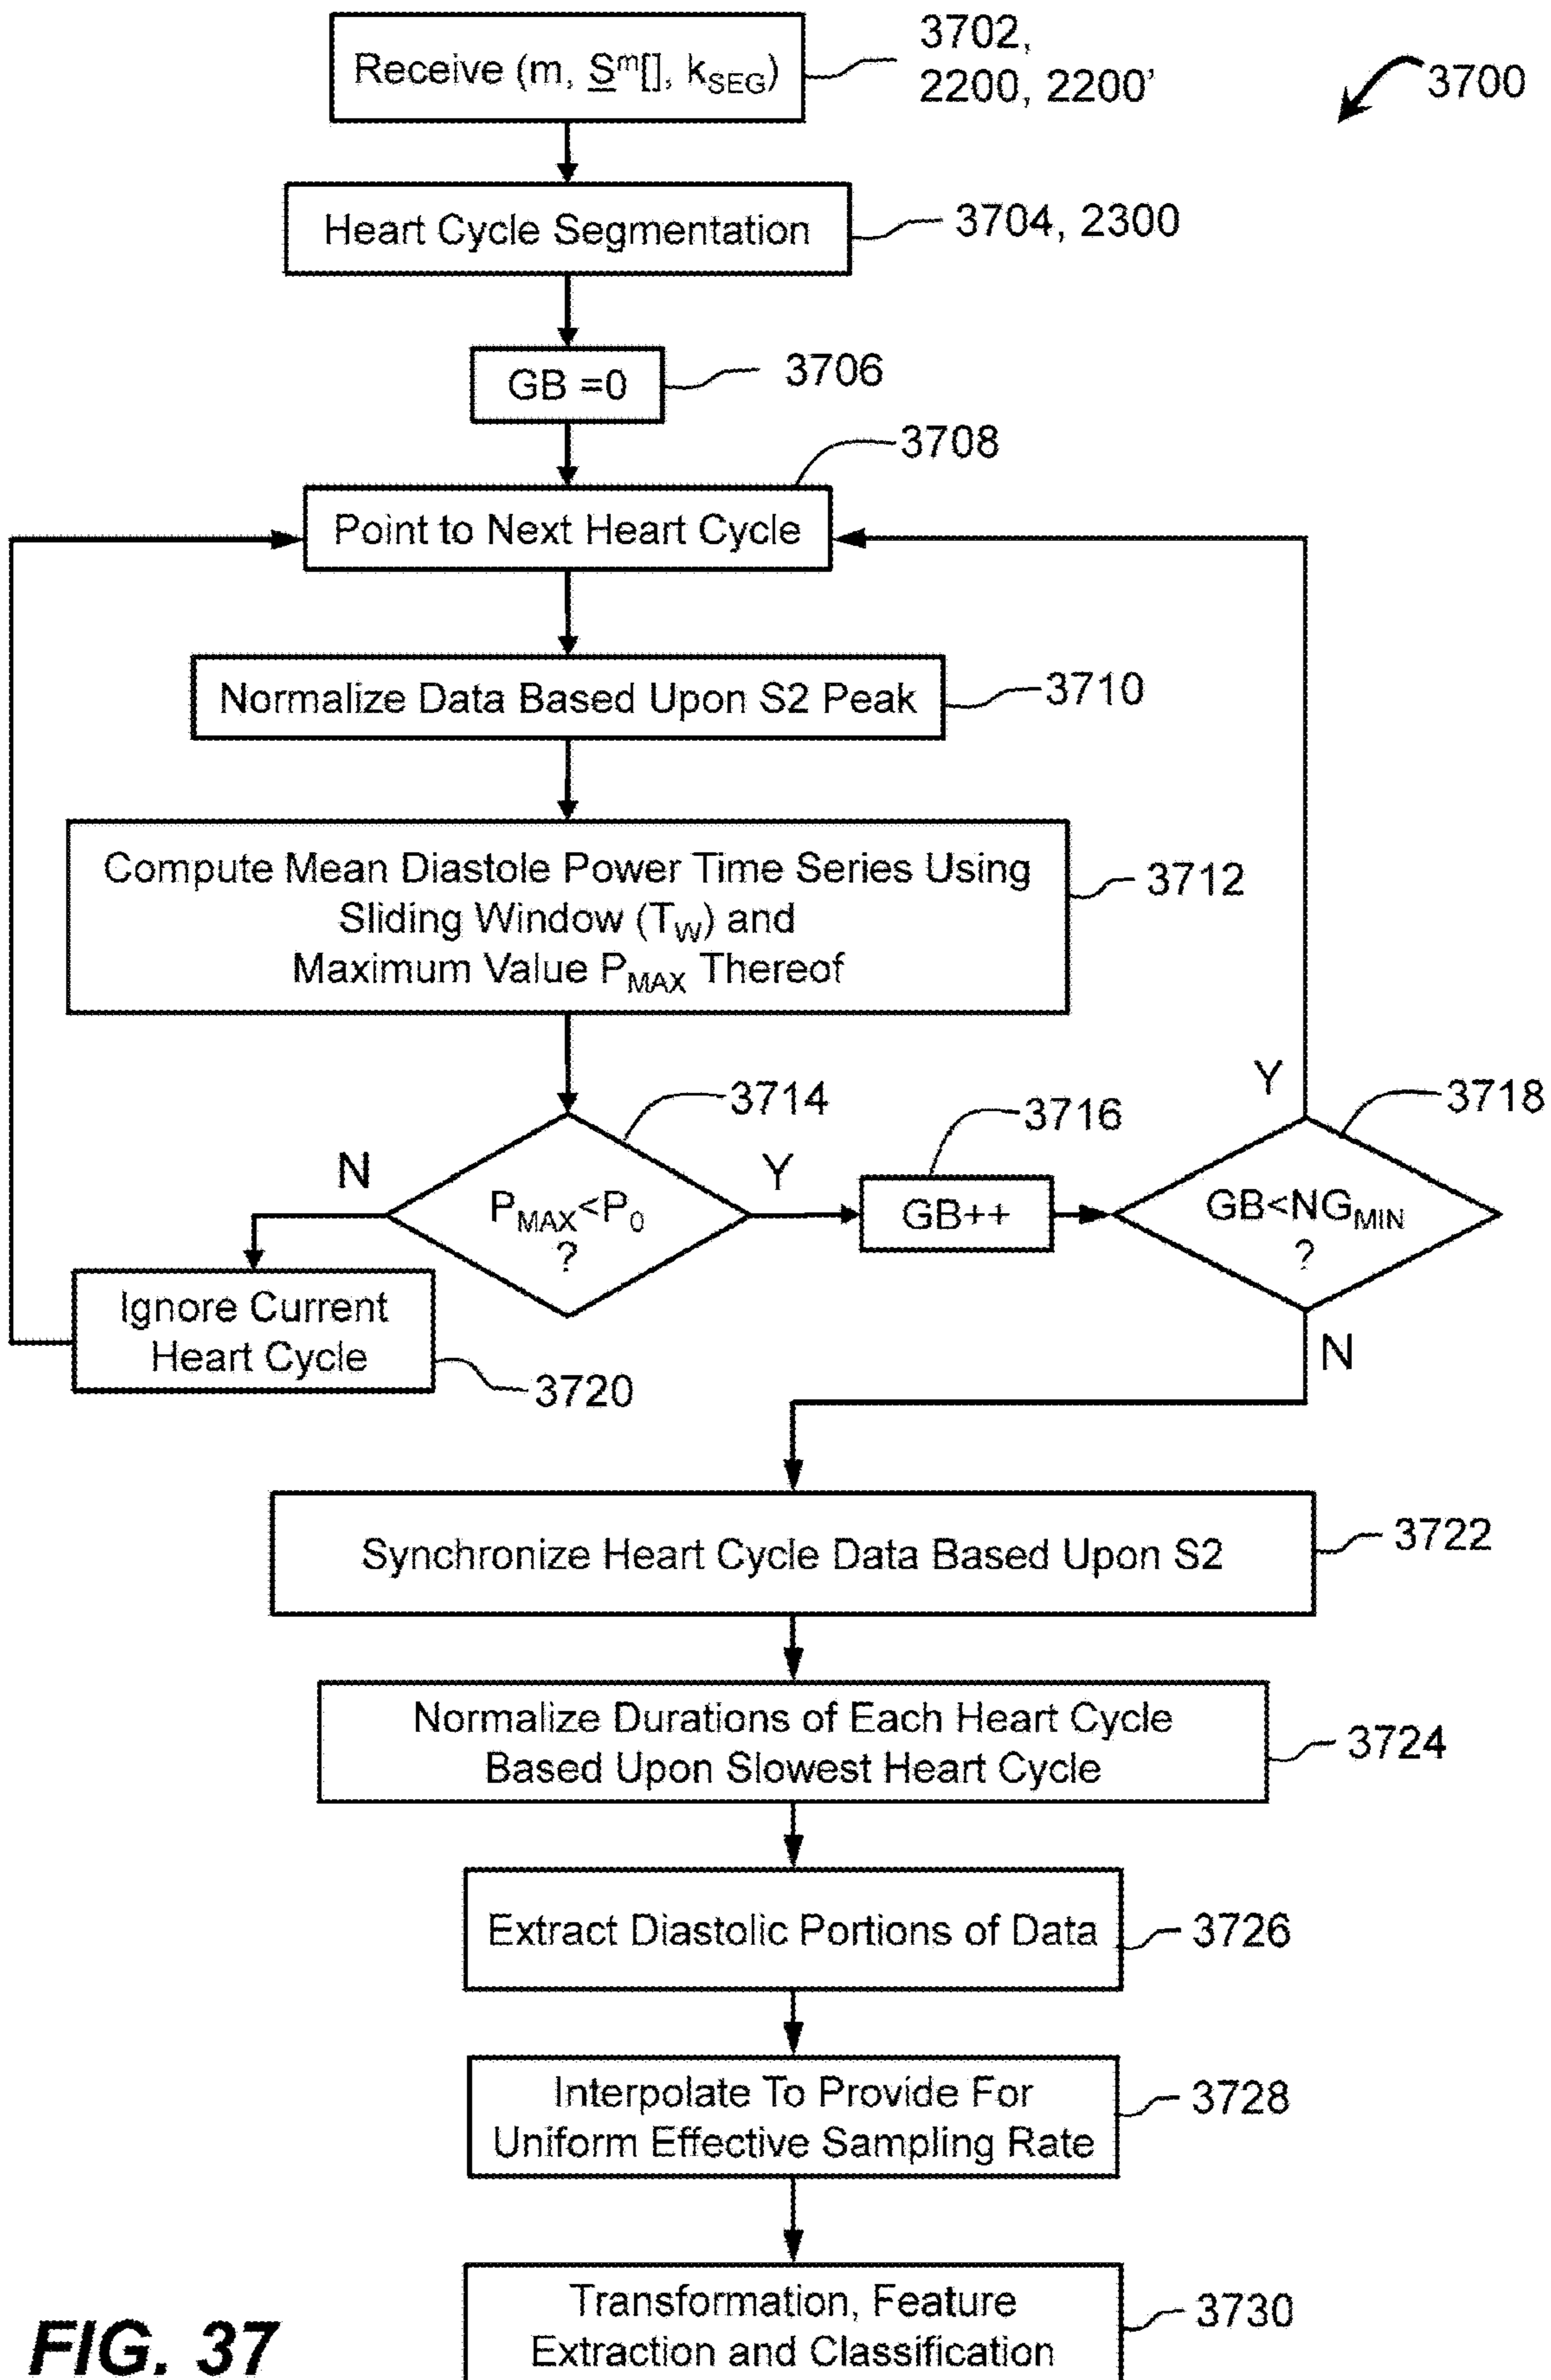 Receive (m, S^m[], k_SEG)
3702,
2200, 2200’
3700
Heart Cycle Segmentation
3704, 2300
GB =0
3706
3708
Point to Next Heart Cycle
Normalize Data Based Upon S2 Peak
3710
Compute Mean Diastole Power Time Series Using
Sliding Window (T_W) and
Maximum Value P_MAX Thereof
3712
3714
N
P_MAX<P_0
?
Y
3716
GB++
Y
3718
GB<NG_MIN
?
N
Ignore Current
Heart Cycle
3720
Synchronize Heart Cycle Data Based Upon S2
3722
Normalize Durations of Each Heart Cycle
Based Upon Slowest Heart Cycle
3724
Extract Diastolic Portions of Data
3726
Interpolate To Provide For
Uniform Effective Sampling Rate
3728
Transformation, Feature
Extraction and Classification
3730
FIG. 37